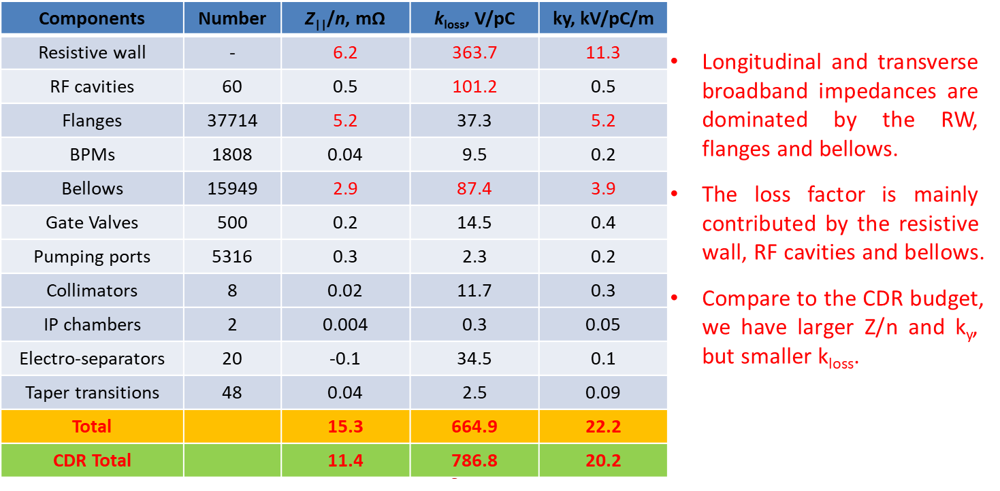 Components Number Z||/n, mΩ kloss, V/pC ky, kV/pC/m
Resistive wall - 6.2 363.7 11.3
RF cavities 60 0.5 101.2 0.5
Flanges 37714 5.2 37.3 5.2
BPMs 1808 0.04 9.5 0.2
Bellows 15949 2.9 87.4 3.9
Gate Valves 500 0.2 14.5 0.4
Pumping ports 5316 0.3 2.3 0.2
Collimators 8 0.02 11.7 0.3
IP chambers 2 0.004 0.3 0.05
Electro-separators 20 -0.1 34.5 0.1
Taper transitions 48 0.04 2.5 0.09
Total 15.3 664.9 22.2
CDR Total 11.4 786.8 20.2
• Longitudinal and transverse
broadband impedances are
dominated by the RW,
flanges and bellows.
• The loss factor is mainly
contributed by the resistive
wall, RF cavities and bellows.
• Compare to the CDR budget,
we have larger Z/n and ky,
but smaller kloss.